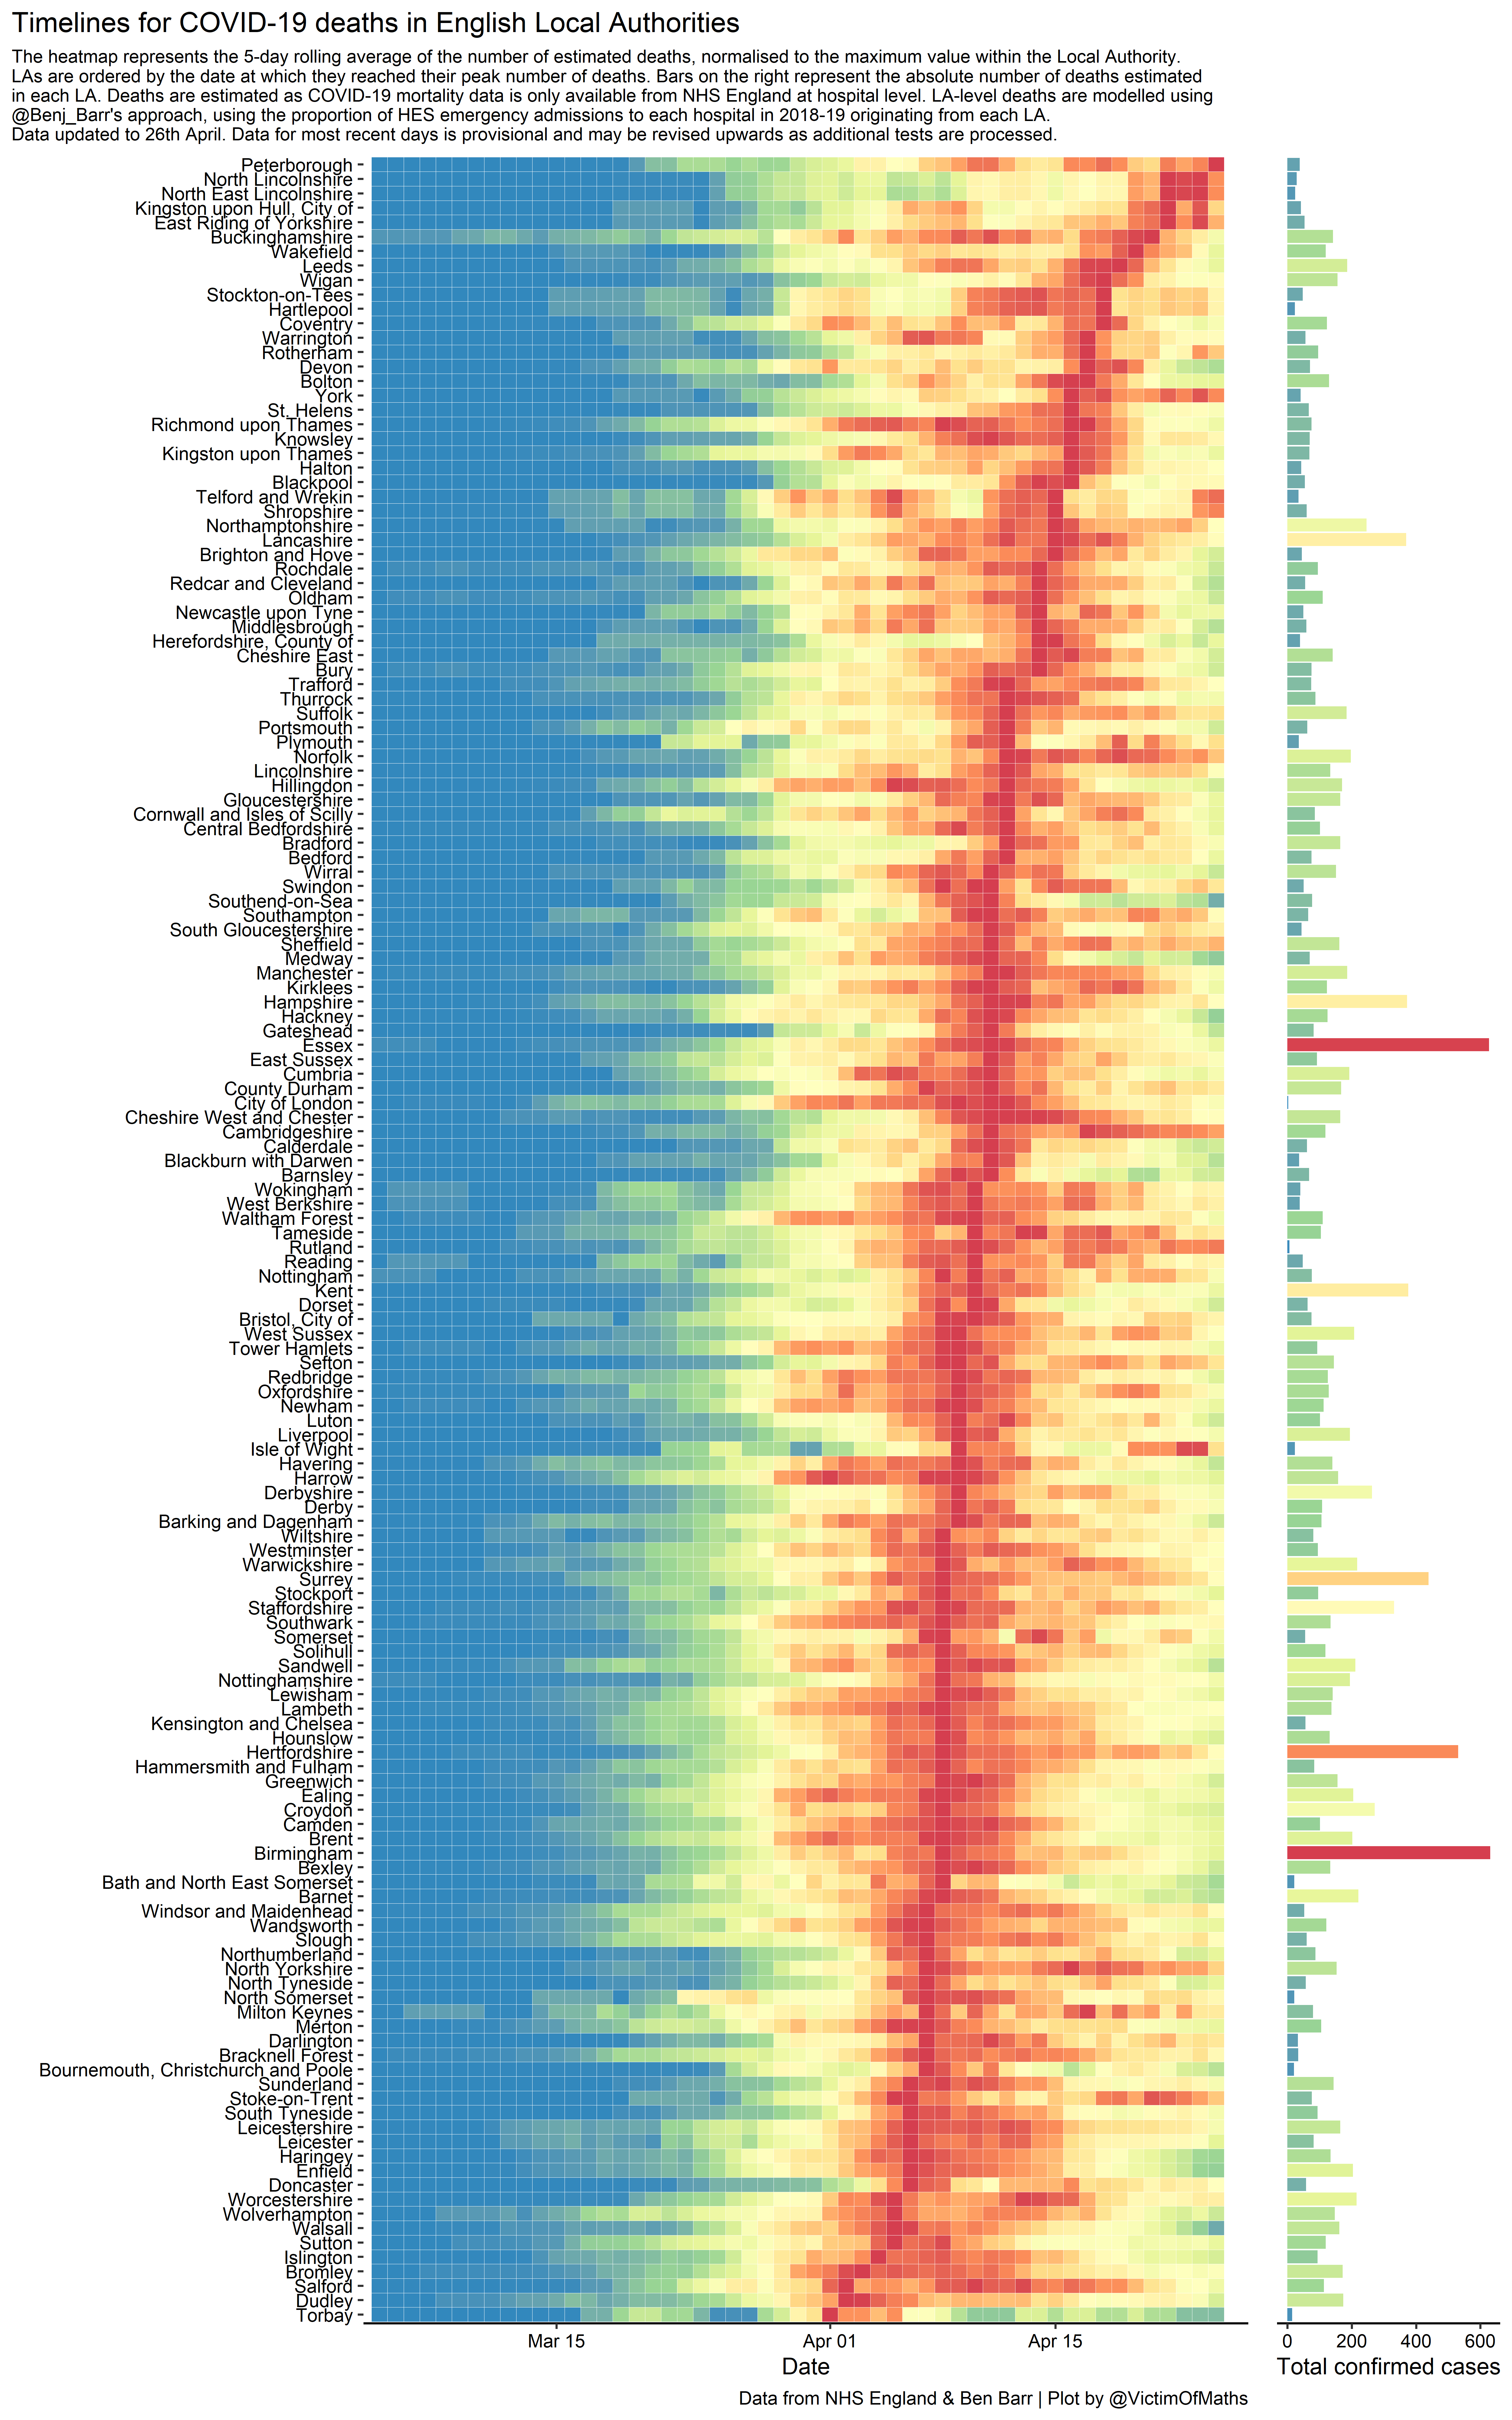 Timelines for COVID-19 deaths in English Local Authorities
The heatmap represents the 5-day rolling average of the number of estimated deaths, normalised to the maximum value within the Local Authority.
LAs are ordered by the date at which they reached their peak number of deaths. Bars on the right represent the absolute number of deaths estimated
in each LA. Deaths are estimated as COVID-19 mortality data is only available from NHS England at hospital level. LA-level deaths are modelled using
@Benj_Barr's approach, using the proportion of HES emergency admissions to each hospital in 2018-19 originating from each LA.
Data updated to 26th April. Data for most recent days is provisional and may be revised upwards as additional tests are processed.
Peterborough
North Lincolnshire
North East Lincolnshire
Kingston upon Hull, City of
East Riding of Yorkshire
Buckinghamshire
Wakefield
Leeds
Wigan
Stockton-on-Tees
Hartlepool
Coventry
Warrington
Rotherham
Devon
Bolton
York
St. Helens
Richmond upon Thames
Knowsley
Kingston upon Thames
Halton
Blackpool
Telford and Wrekin
Shropshire
Northamptonshire
Lancashire
Brighton and Hove
Rochdale
Redcar and Cleveland
Oldham
Newcastle upon Tyne
Middlesbrough
Herefordshire, County of
Cheshire East
Bury
Trafford
Thurrock
Suffolk
Portsmouth
Plymouth
Norfolk
Lincolnshire
Hillingdon
Gloucestershire
Cornwall and Isles of Scilly
Central Bedfordshire
Bradford
Bedford
Wirral
Swindon
Southend-on-Sea
Southampton
South Gloucestershire
Sheffield
Medway
Manchester
Kirklees
Hampshire
Hackney
Gateshead
Essex
East Sussex
Cumbria
County Durham
City of London
Cheshire West and Chester
Cambridgeshire
Calderdale
Blackburn with Darwen
Barnsley
Wokingham
West Berkshire
Waltham Forest
Tameside
Rutland
Reading
Nottingham
Kent
Dorset
Bristol, City of
West Sussex
Tower Hamlets
Sefton
Redbridge
Oxfordshire
Newham
Luton
Liverpool
Isle of Wight
Havering
Harrow
Derbyshire
Derby
Barking and Dagenham
Wiltshire
Westminster
Warwickshire
Surrey
Stockport
Staffordshire
Southwark
Somerset
Solihull
Sandwell
Nottinghamshire
Lewisham
Lambeth
Kensington and Chelsea
Hounslow
Hertfordshire
Hammersmith and Fulham
Greenwich
Ealing
Croydon
Camden
Brent
Birmingham
Bexley
Bath and North East Somerset
Barnet
Windsor and Maidenhead
Wandsworth
Slough
Northumberland
North Yorkshire
North Tyneside
North Somerset
Milton Keynes
Merton
Darlington
Bracknell Forest
Bournemouth, Christchurch and Poole
Sunderland
Stoke-on-Trent
South Tyneside
Leicestershire
Leicester
Haringey
Enfield
Doncaster
Worcestershire
Wolverhampton
Walsall
Sutton
Islington
Bromley
Salford
Dudley
Torbay
Mar 15 Apr 01 Apr 15
Date
0 200 400 600
Total confirmed cases
Data from NHS England & Ben Barr | Plot by @VictimOfMaths